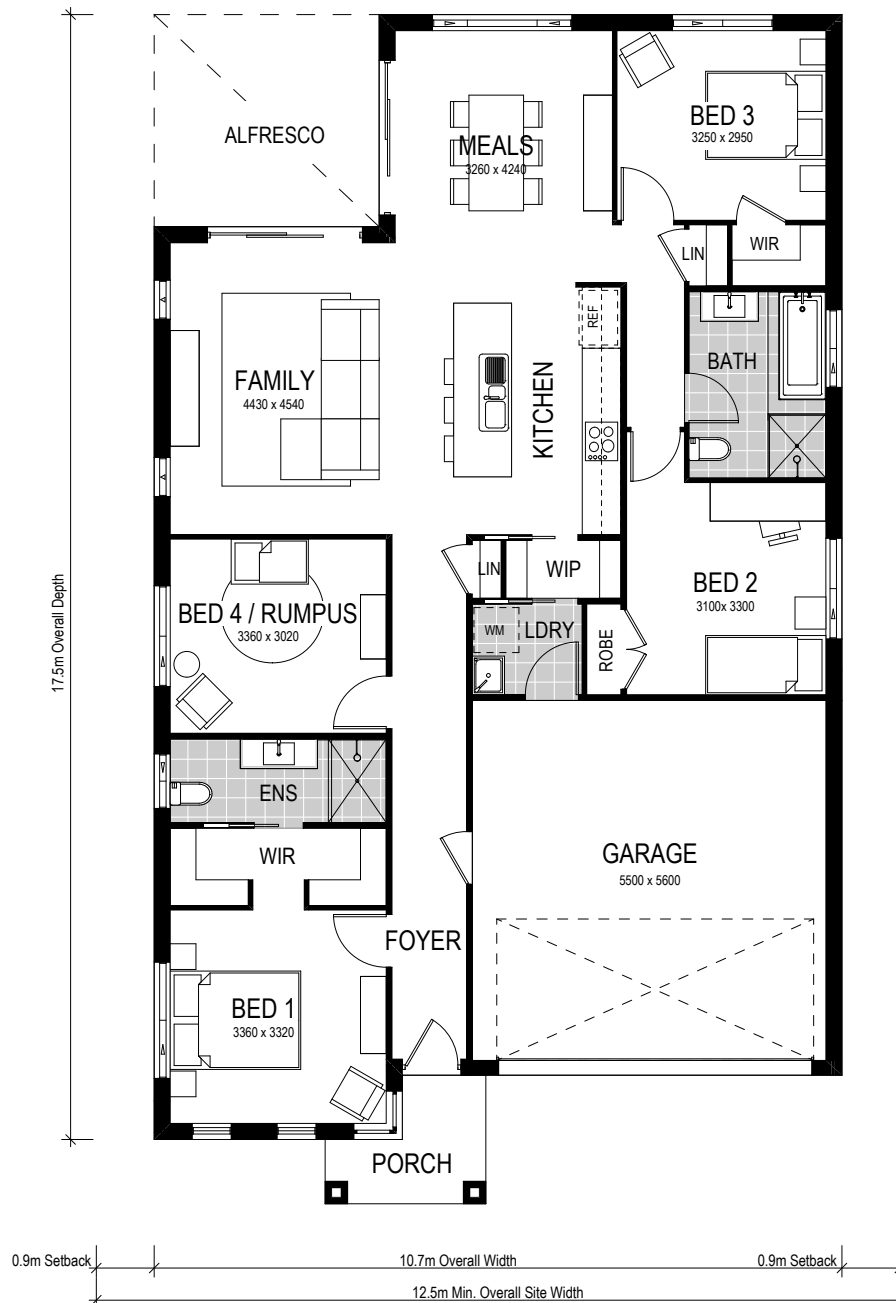 ALFRESCO
MEALS
3260 x 4240
BED 3
3250 x 2950
LIN
WIR
REF
BATH
FAMILY
4430 x 4540
KITCHEN
LIN
WIP
BED 2
3100x 3300
BED 4 / RUMPUS
3360 x 3020
WM
LDRY
ROBE
17.5m Overall Depth
ENS
WIR
GARAGE
5500 x 5600
FOYER
BED 1
3360 x 3320
PORCH
0.9m Setback
10.7m Overall Width
0.9m Setback
12.5m Min. Overall Site Width